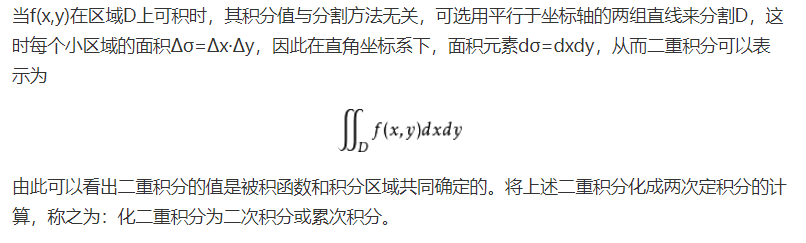 当f(x,y)在区域D上可积时，其积分值与分割方法无关，可选用平行于坐标轴的两组直线来分割D，这
时每个小区域的面积Δσ=Δx·Δy，因此在直角坐标系下，面积元素dσ=dxdy，从而二重积分可以表
示为
∬_D f(x,y)dxdy
由此可以看出二重积分的值是被积函数和积分区域共同确定的。将上述二重积分化成两次定积分的计
算，称之为：化二重积分为二次积分或累次积分。